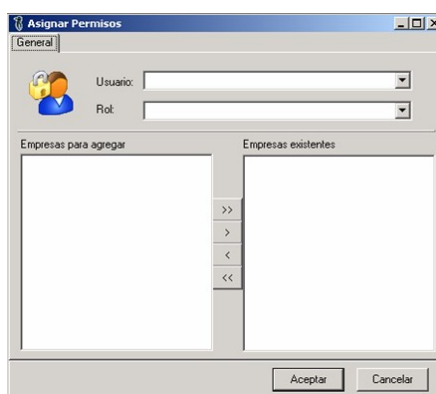 Asignar Permisos
General
Usuario:
Rol:
Empresas para agregar
Empresas existentes
>>
>
<
<<
Aceptar
Cancelar